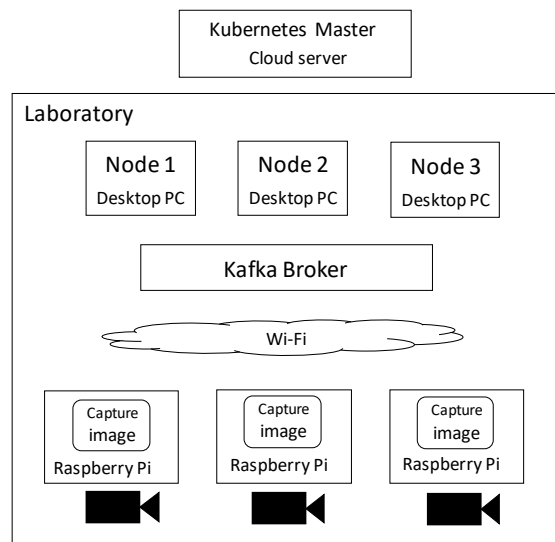 Kubernetes Master
Cloud server
Laboratory
Node 1
Desktop PC
Node 2
Desktop PC
Node 3
Desktop PC
Kafka Broker
Wi-Fi
Capture
image
Raspberry Pi
Capture
image
Raspberry Pi
Capture
image
Raspberry Pi